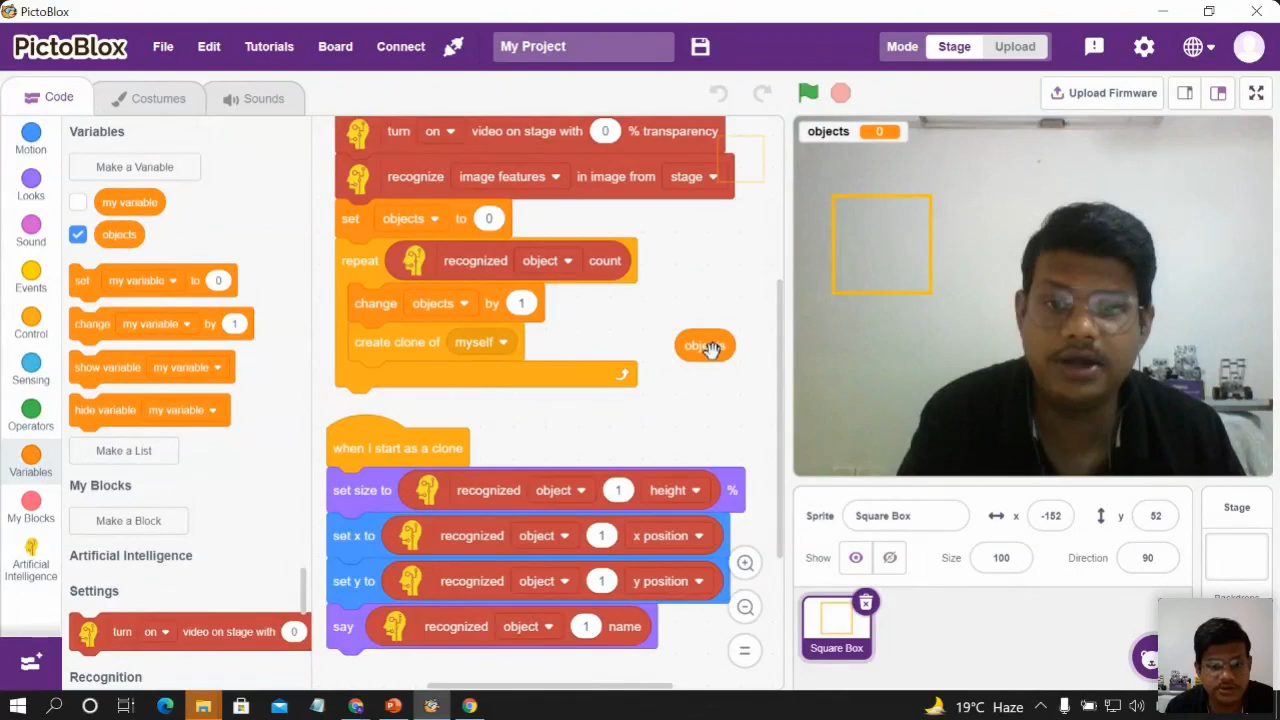 PictoBlox
PictoBlox File Edit Tutorials Board Connect My Project Mode Stage Upload
Code Costumes Sounds Upload Firmware
Motion
Looks
Sound
Events
Control
Sensing
Operators
Variables
My Blocks
Artificial
Intelligence
Variables
Make a Variable
my variable
objects
set my variable to 0
change my variable by 1
show variable my variable
hide variable my variable
Make a List
My Blocks
Make a Block
Artificial Intelligence
Settings
turn on video on stage with 0
Recognition
turn on video on stage with 0 % transparency
recognize image features in image from stage
set objects to 0
repeat recognized object count
change objects by 1
create clone of myself
objects
when I start as a clone
set size to recognized object 1 height %
set x to recognized object 1 x position
set y to recognized object 1 y position
say recognized object 1 name
objects 0
Sprite Square Box x -152 y 52
Show Size 100 Direction 90
Square Box
Stage
19°C Haze